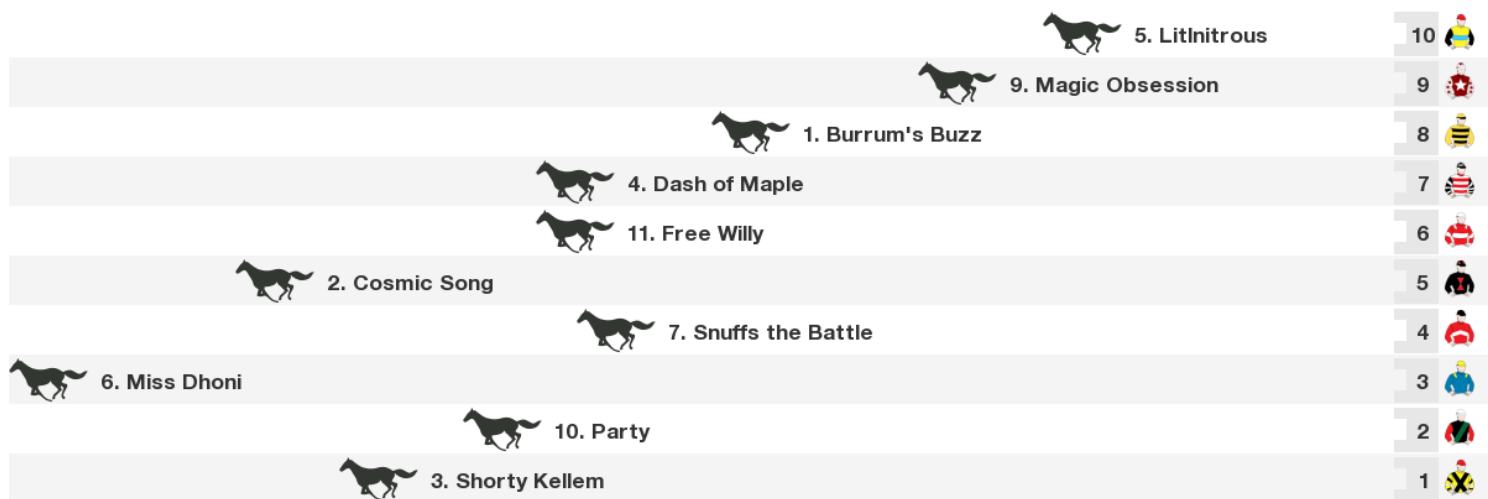 5. LitInitrous 10
9. Magic Obsession 9
1. Burrum's Buzz 8
4. Dash of Maple 7
11. Free Willy 6
2. Cosmic Song 5
7. Snuffs the Battle 4
6. Miss Dhoni 3
10. Party 2
3. Shorty Kellem 1